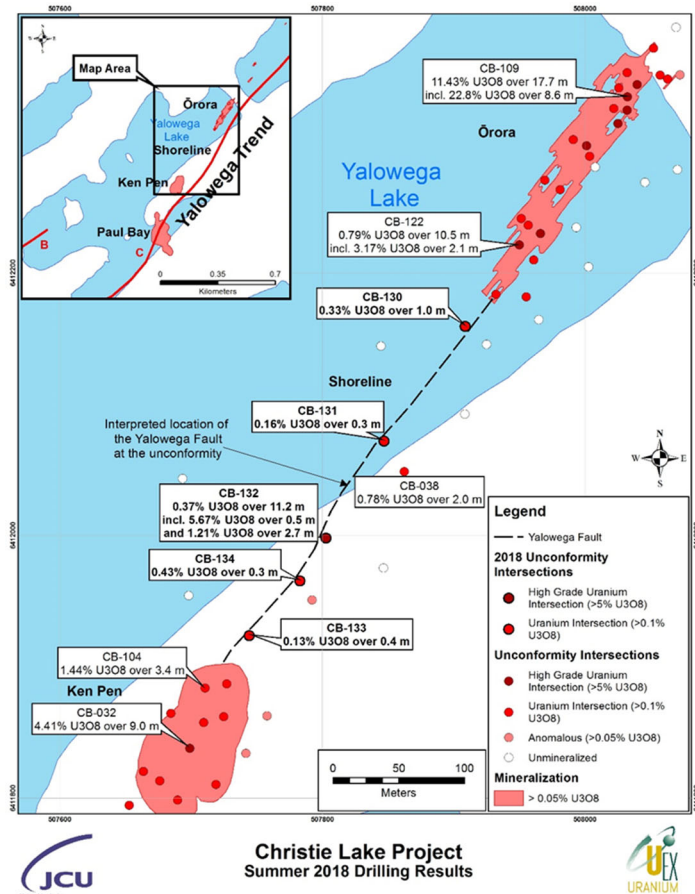 507600
507800
508000
Map Area
Ōrora
Yalowega
Lake
Shoreline
Ken Pen
Yalowega Trend
Paul Bay
B
C
0 0.35 0.7
Kilometers
CB-109
11.43% U3O8 over 17.7 m
incl. 22.8% U3O8 over 8.6 m
Ōrora
Yalowega
Lake
CB-122
0.79% U3O8 over 10.5 m
incl. 3.17% U3O8 over 2.1 m
6412200
CB-130
0.33% U3O8 over 1.0 m
Shoreline
CB-131
0.16% U3O8 over 0.3 m
Interpreted location of
the Yalowega Fault
at the unconformity
CB-038
0.78% U3O8 over 2.0 m
CB-132
0.37% U3O8 over 11.2 m
incl. 5.67% U3O8 over 0.5 m
and 1.21% U3O8 over 2.7 m
6412000
CB-134
0.43% U3O8 over 0.3 m
CB-133
0.13% U3O8 over 0.4 m
CB-104
1.44% U3O8 over 3.4 m
Ken Pen
CB-032
4.41% U3O8 over 9.0 m
6411800
0 50 100
Meters
N
W E
S
Legend
Yalowega Fault
2018 Unconformity
Intersections
High Grade Uranium
Intersection (>5% U3O8)
Uranium Intersection (>0.1%
U3O8)
Unconformity Intersections
High Grade Uranium
Intersection (>5% U3O8)
Uranium Intersection (>0.1%
U3O8)
Anomalous (>0.05% U3O8)
Unmineralized
Mineralization
> 0.05% U3O8
507600
507800
508000
JCU
Christie Lake Project
Summer 2018 Drilling Results
UEX
URANIUM